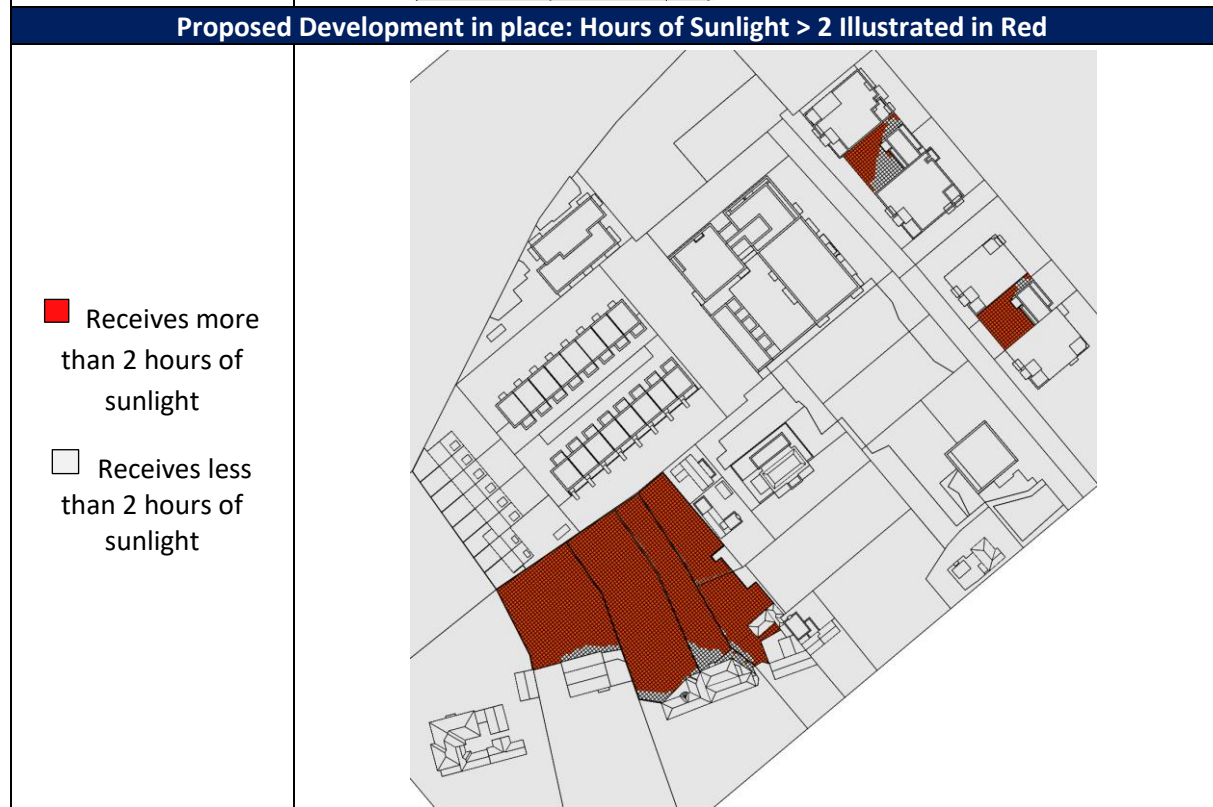 Proposed Development in place: Hours of Sunlight > 2 Illustrated in Red
Receives more
than 2 hours of
sunlight
Receives less
than 2 hours of
sunlight